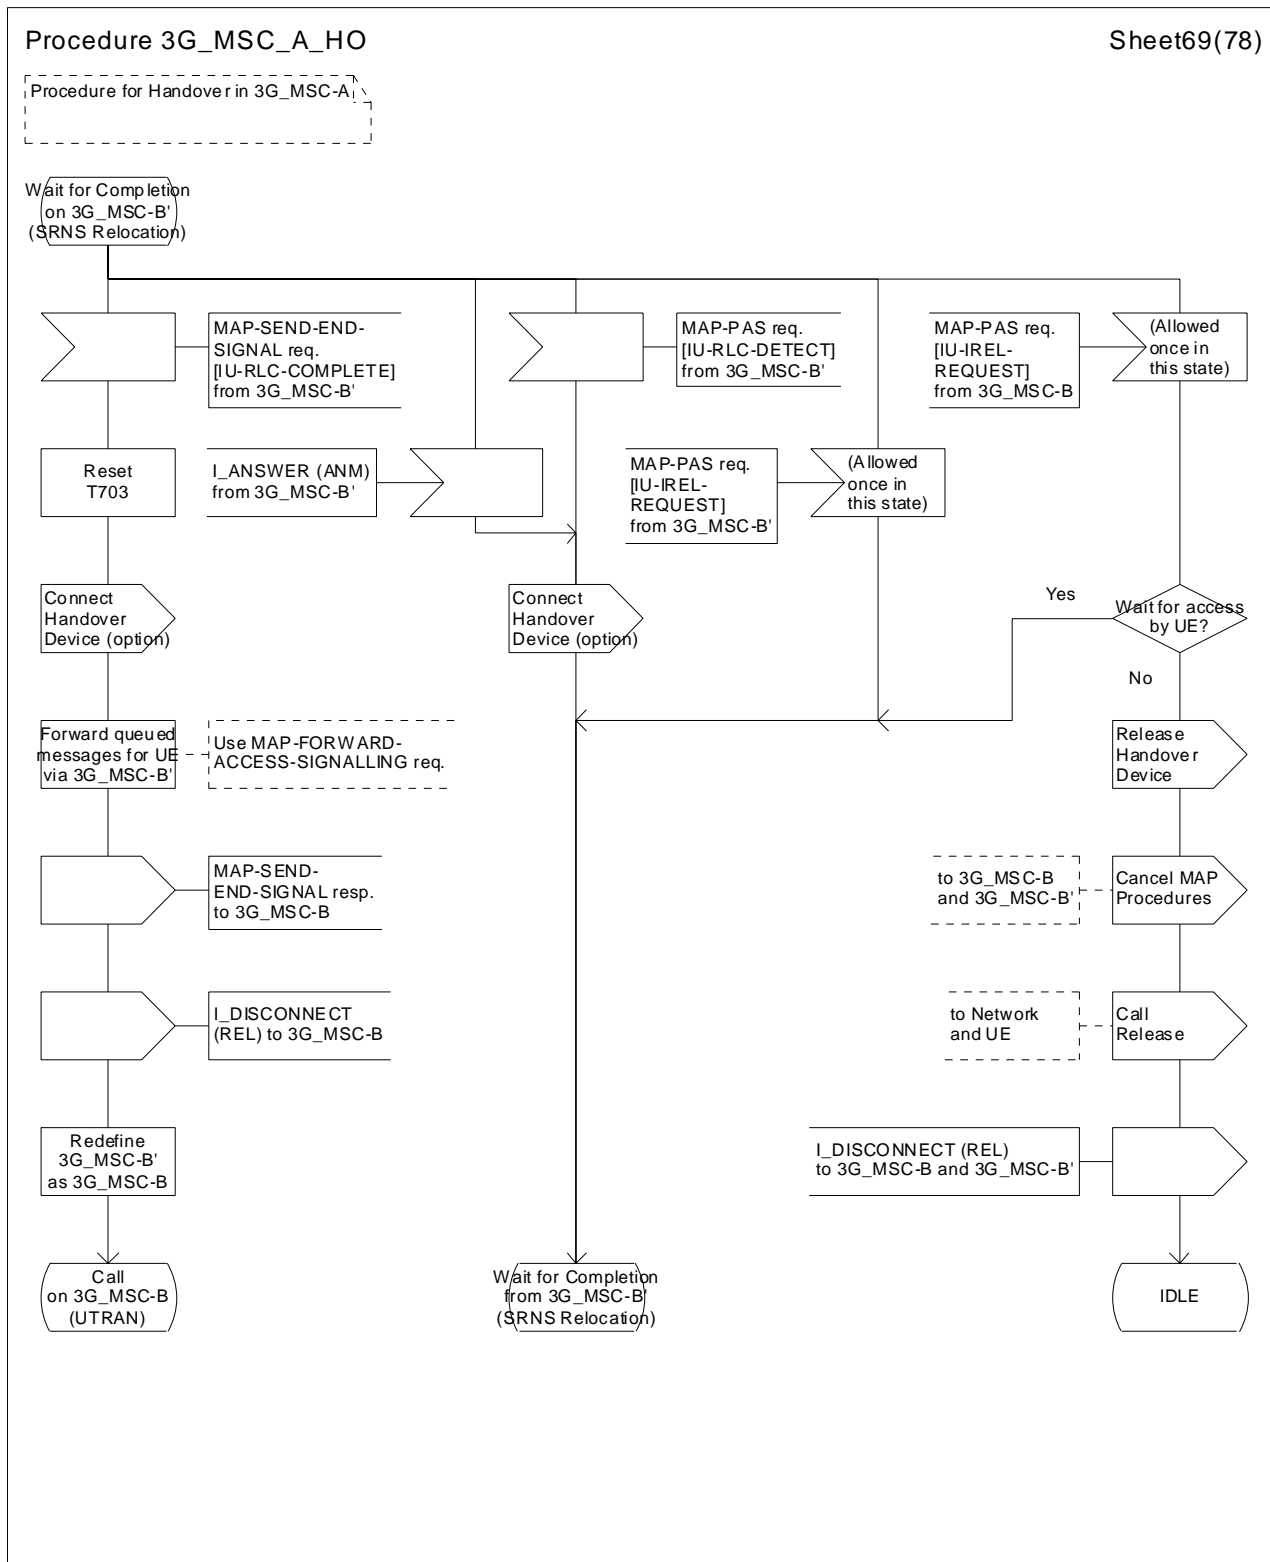 Procedure 3G_MSC_A_HO
Sheet69(78)
Procedure for Handover in 3G_MSC-A
Wait for Completion
on 3G_MSC-B'
(SRNS Relocation)
MAP-SEND-END-
SIGNAL req.
[IU-RLC-COMPLETE]
from 3G_MSC-B'
MAP-PAS req.
[IU-RLC-DETECT]
from 3G_MSC-B'
MAP-PAS req.
[IU-IREL-
REQUEST]
from 3G_MSC-B
(Allowed
once in
this state)
Reset
T703
I_ANSWER (ANM)
from 3G_MSC-B'
MAP-PAS req.
[IU-IREL-
REQUEST]
from 3G_MSC-B'
(Allowed
once in
this state)
Connect
Handover
Device (option)
Connect
Handover
Device (option)
Yes
Wait for access
by UE?
No
Forward queued
messages for UE
via 3G_MSC-B'
Use MAP-FORWARD-
ACCESS-SIGNALLING req.
Release
Handover
Device
MAP-SEND-
END-SIGNAL resp.
to 3G_MSC-B
to 3G_MSC-B
and 3G_MSC-B'
Cancel MAP
Procedures
I_DISCONNECT
(REL) to 3G_MSC-B
to Network
and UE
Call
Release
Redefine
3G_MSC-B'
as 3G_MSC-B
I_DISCONNECT (REL)
to 3G_MSC-B and 3G_MSC-B'
Call
on 3G_MSC-B
(UTRAN)
Wait for Completion
from 3G_MSC-B'
(SRNS Relocation)
IDLE